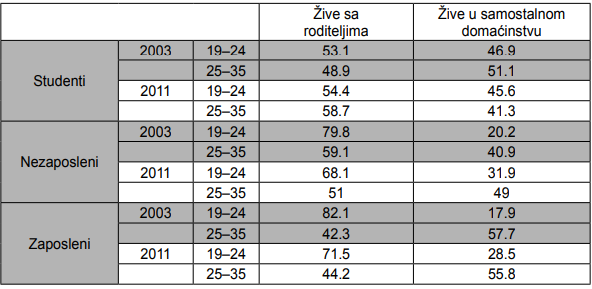 Žive sa roditeljima Žive u samostalnom domaćinstvu
Studenti 2003 19–24 53.1 46.9
25–35 48.9 51.1
2011 19–24 54.4 45.6
25–35 58.7 41.3
Nezaposleni 2003 19–24 79.8 20.2
25–35 59.1 40.9
2011 19–24 68.1 31.9
25–35 51 49
Zaposleni 2003 19–24 82.1 17.9
25–35 42.3 57.7
2011 19–24 71.5 28.5
25–35 44.2 55.8